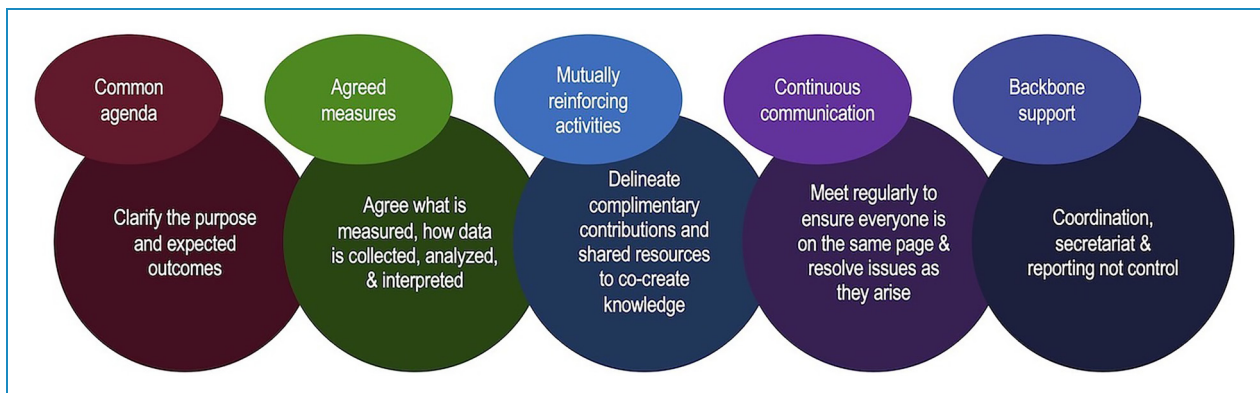 Common
agenda
Clarify the purpose
and expected
outcomes
Agreed
measures
Agree what is
measured, how data
is collected, analyzed,
& interpreted
Mutually
reinforcing
activities
Delineate
complimentary
contributions and
shared resources
to co-create
knowledge
Continuous
communication
Meet regularly to
ensure everyone is
on the same page &
resolve issues as
they arise
Backbone
support
Coordination,
secretariat &
reporting not control